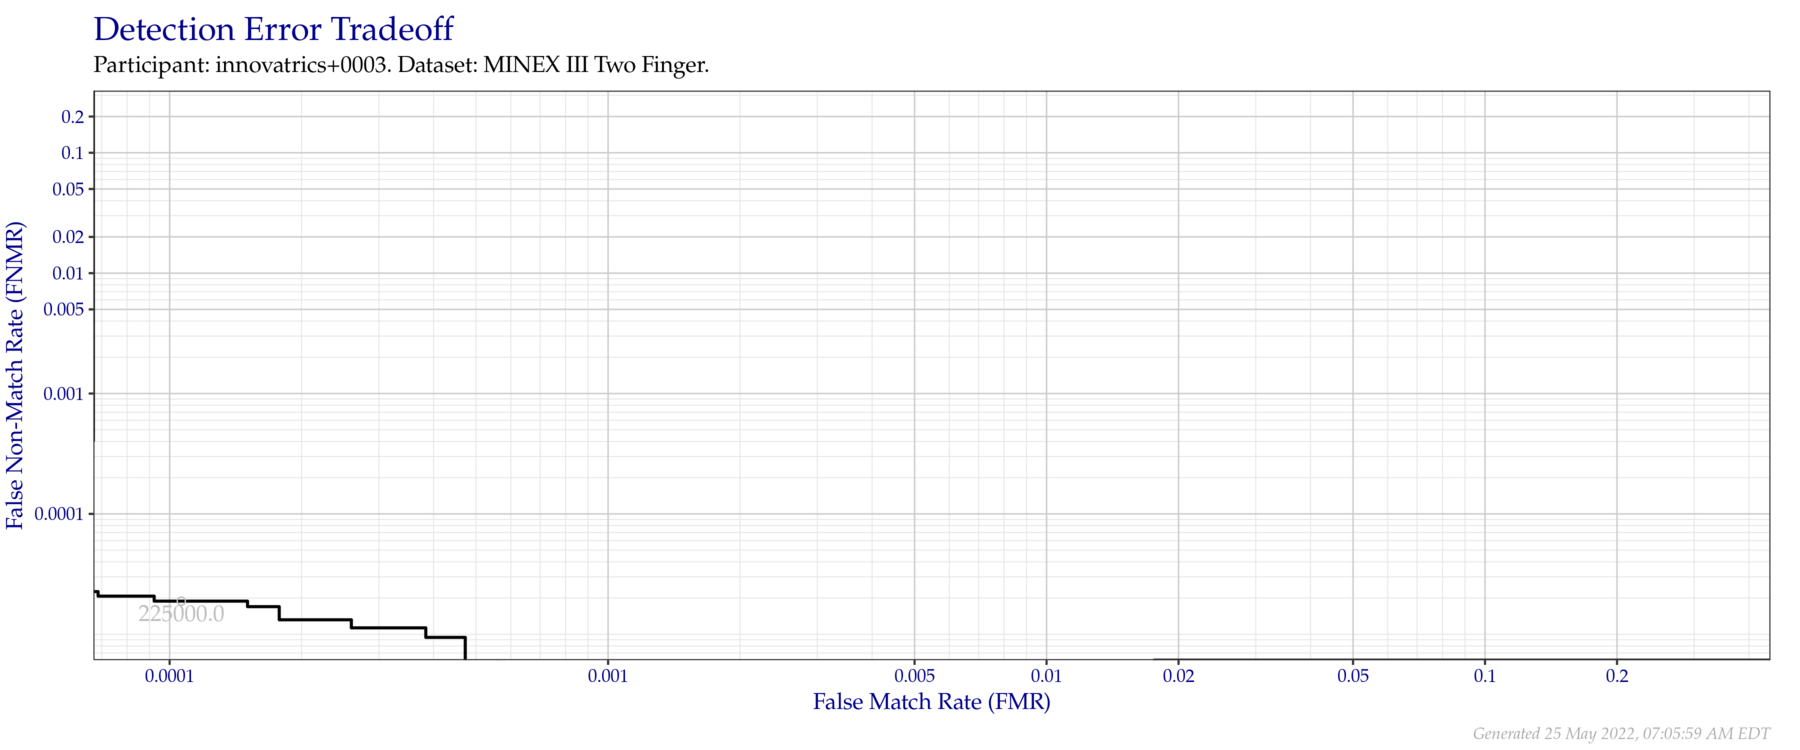 Detection Error Tradeoff
Participant: innovatrics+0003. Dataset: MINEX III Two Finger.
False Non-Match Rate (FNMR)
0.2
0.1
0.05
0.02
0.01
0.005
0.001
0.0001
225000.0
0.0001 0.001 0.005 0.01 0.02 0.05 0.1 0.2
False Match Rate (FMR)
Generated 25 May 2022, 07:05:59 AM EDT